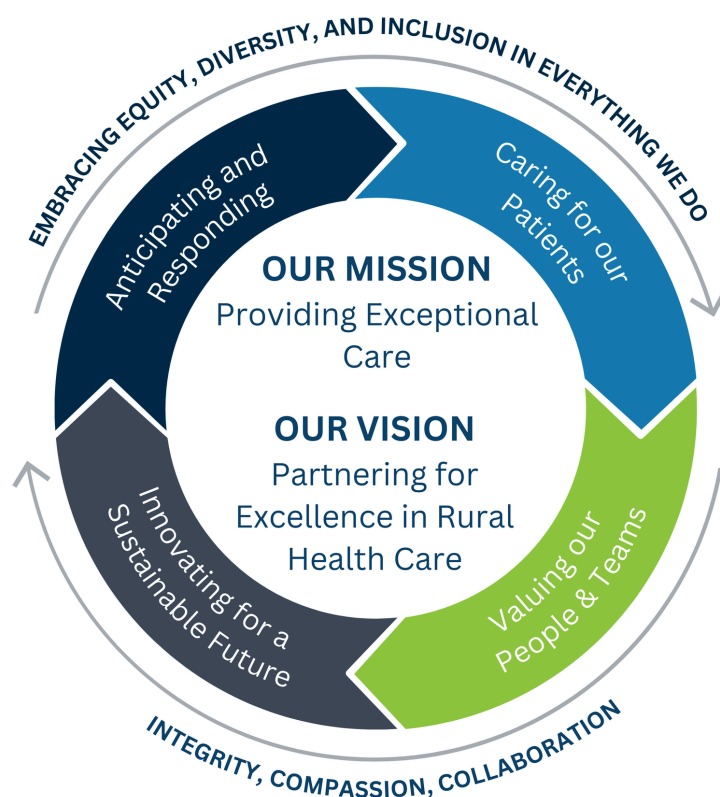 EMBRACING EQUITY, DIVERSITY, AND INCLUSION IN EVERYTHING WE DO
Anticipating and
Responding
Caring for our
Patients
OUR MISSION
Providing Exceptional
Care
OUR VISION
Partnering for
Excellence in Rural
Health Care
Innovating for a
Sustainable Future
Valuing our
People & Teams
INTEGRITY, COMPASSION, COLLABORATION